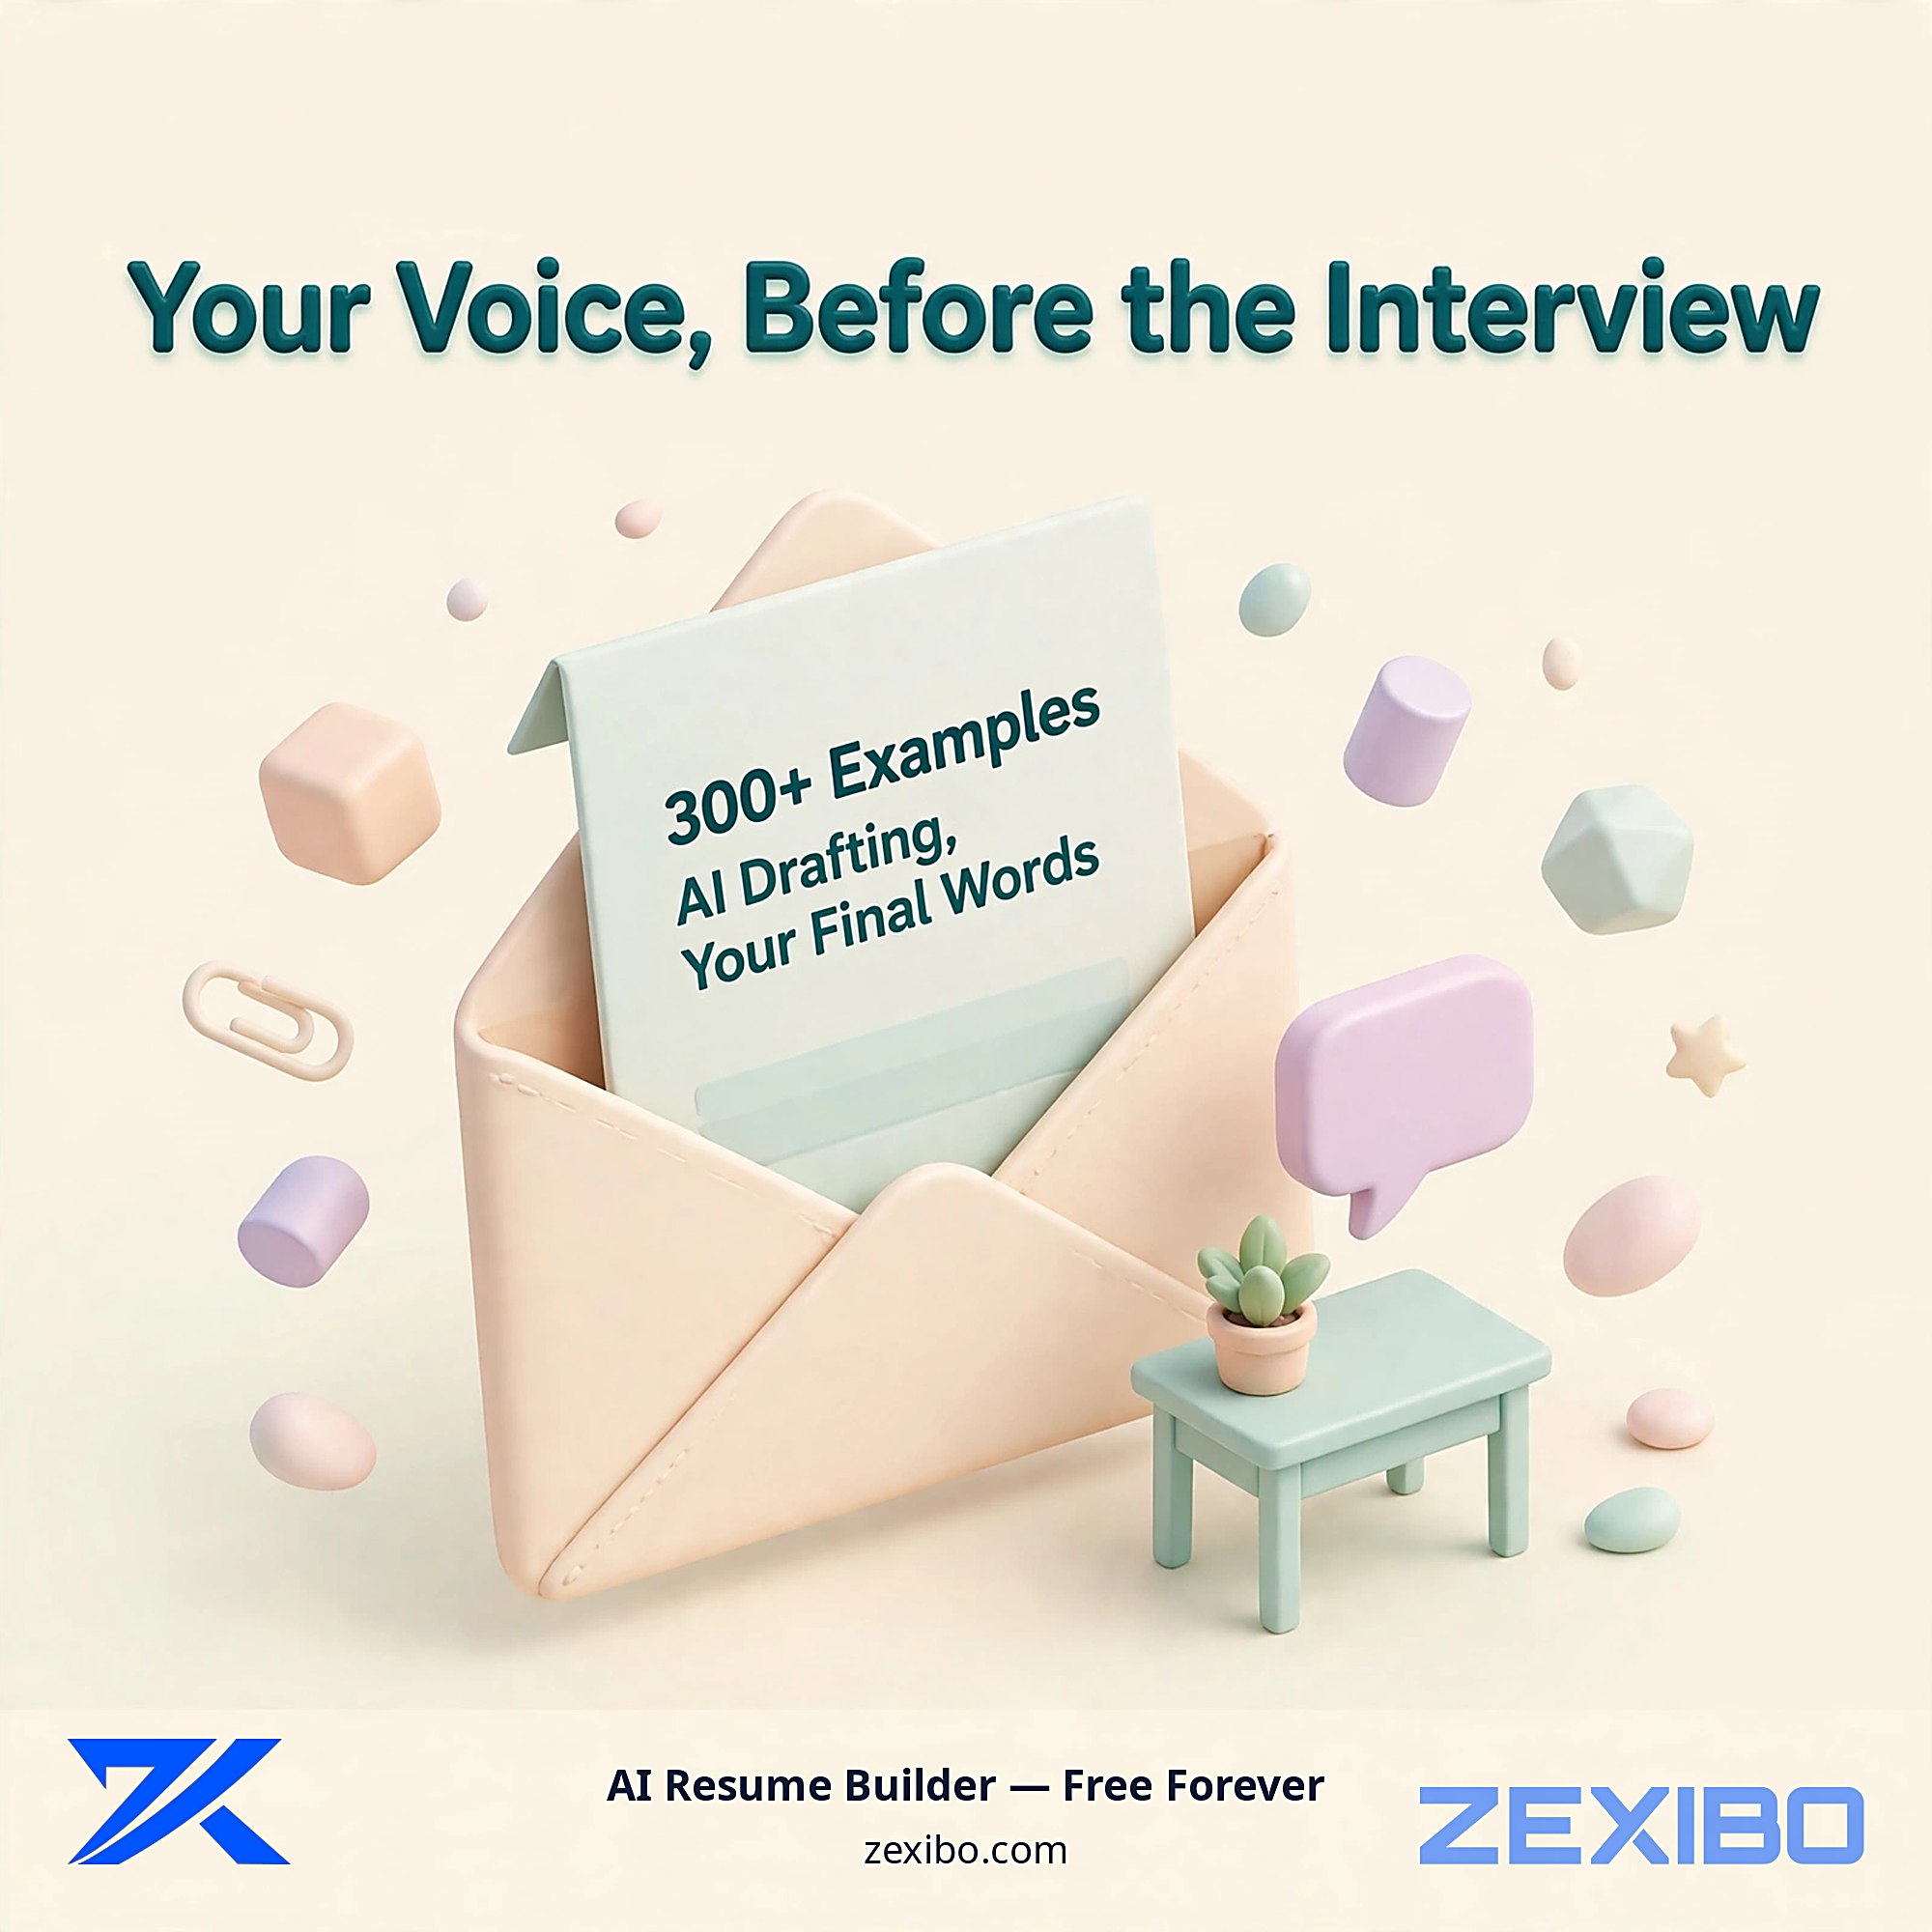 Your Voice, Before the Interview
300+ Examples
AI Drafting,
Your Final Words
AI Resume Builder — Free Forever
zexibo.com
ZEXIBO